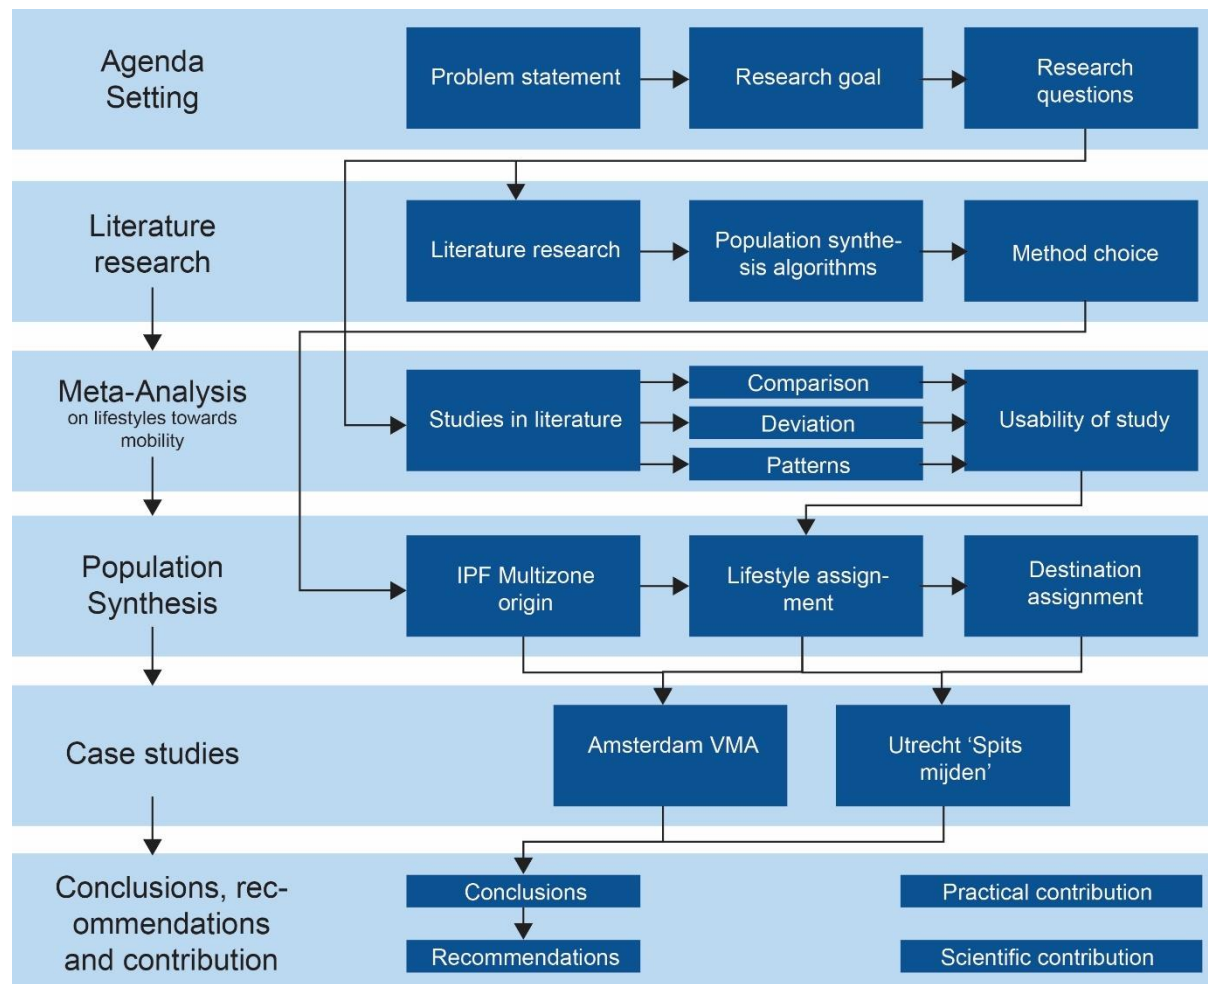 Agenda
Setting
Problem statement
Research goal
Research
questions
Literature
research
Literature research
Population synthe-
sis algorithms
Method choice
Meta-Analysis
on lifestyles towards
mobility
Studies in literature
Comparison
Deviation
Patterns
Usability of study
Population
Synthesis
IPF Multizone
origin
Lifestyle assign-
ment
Destination
assignment
Case studies
Amsterdam VMA
Utrecht ‘Spits
mijden’
Conclusions, rec-
ommendations
and contribution
Conclusions
Recommendations
Practical contribution
Scientific contribution